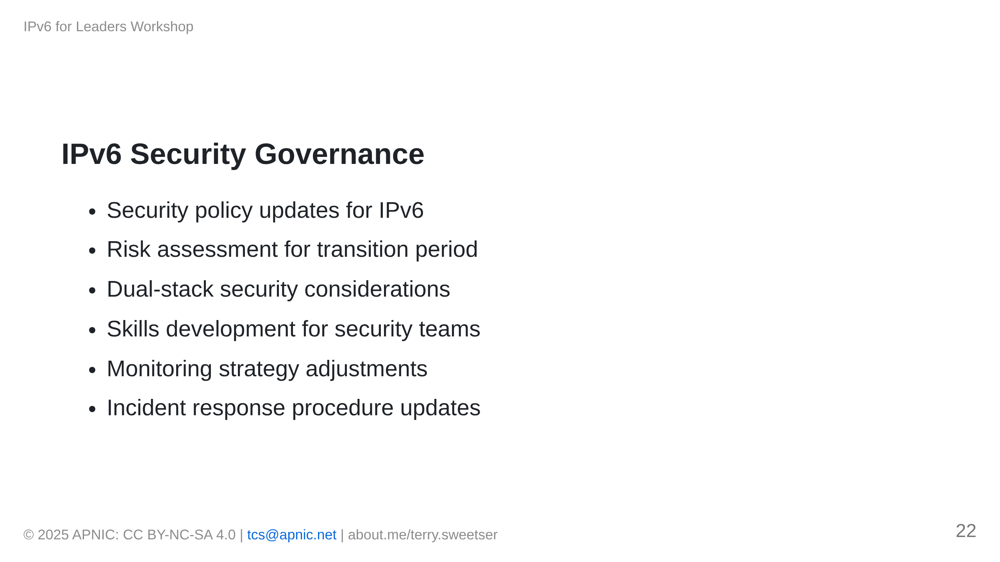 IPv6 for Leaders Workshop
IPv6 Security Governance
• Security policy updates for IPv6
• Risk assessment for transition period
• Dual-stack security considerations
• Skills development for security teams
• Monitoring strategy adjustments
• Incident response procedure updates
© 2025 APNIC: CC BY-NC-SA 4.0 | tcs@apnic.net | about.me/terry.sweetser
22